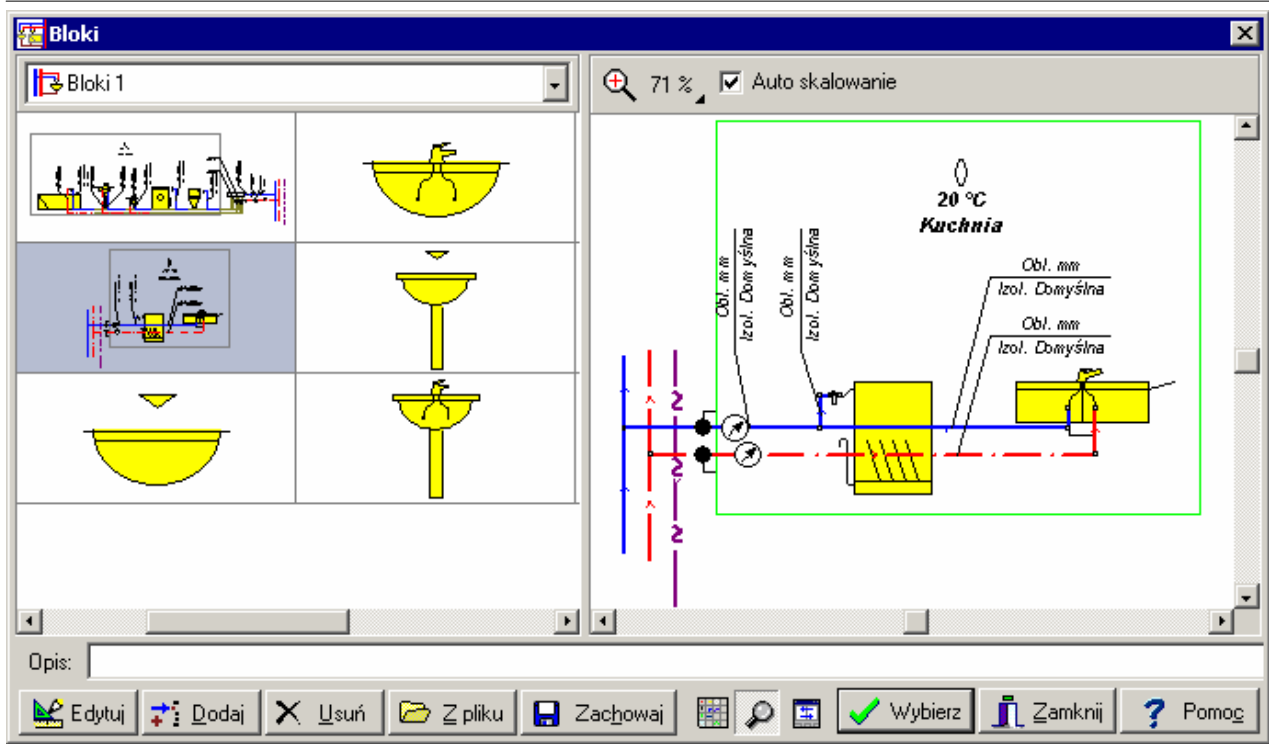 Bloki
Bloki 1
71 %
Auto skalowanie
20 °C
Kuchnia
Obl. mm
Izol. Domyślna
Obl. mm
Izol. Domyślna
Obl. mm
Izol. Domyślna
Obl. mm
Izol. Domyślna
Opis:
Edytuj Dodaj Usuń Z pliku Zachowaj Wybierz Zamknij Pomoc